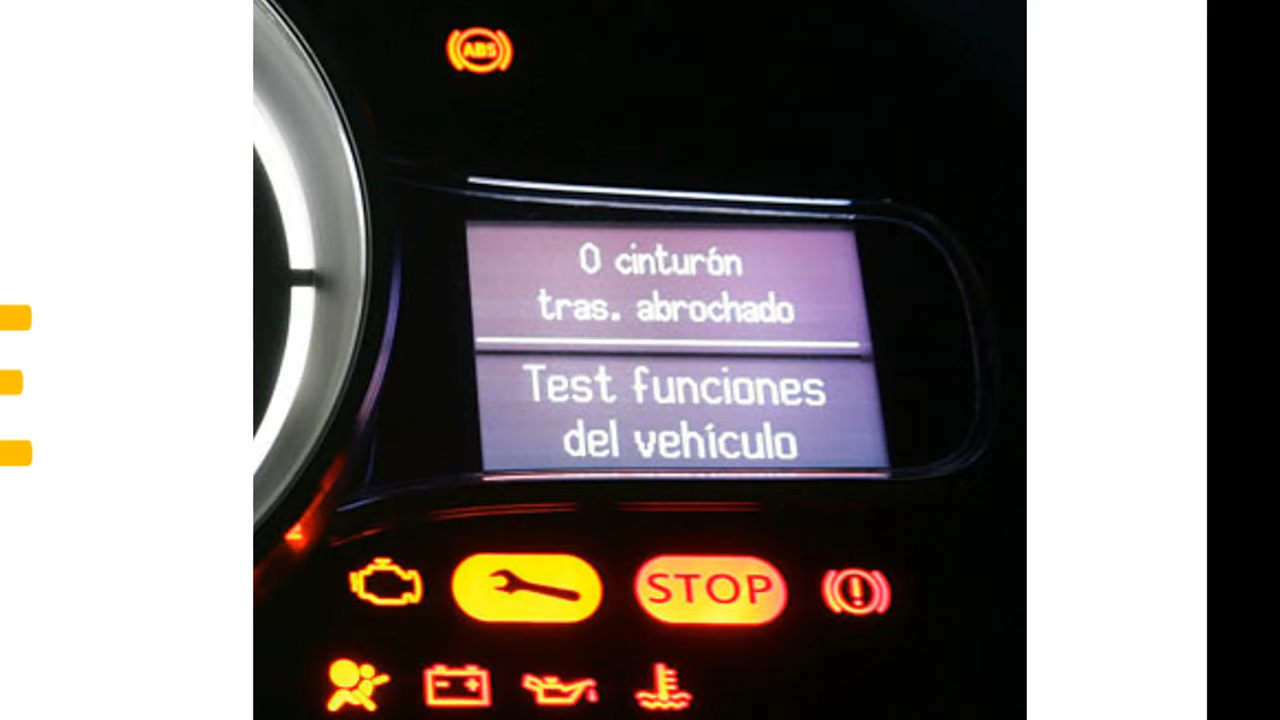 ABS
0 cinturón
tras. abrochado
Test funciones
del vehículo
STOP